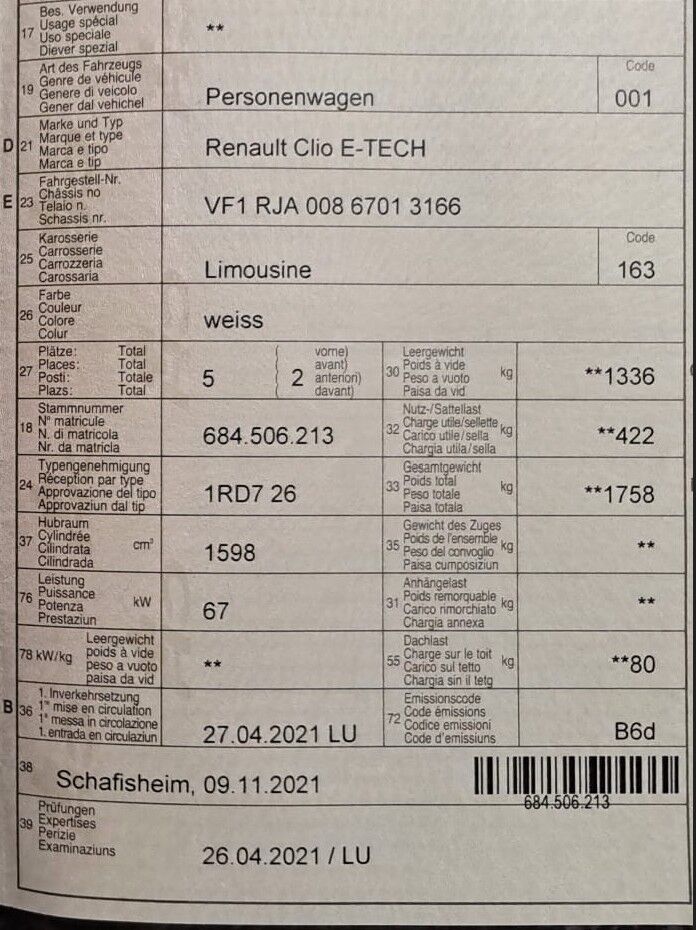 17 Bes. Verwendung
Usage spécial
Uso speciale
Diever spezial
**
19 Art des Fahrzeugs
Genre de véhicule
Genere di veicolo
Gener dal vehichel
Personenwagen
Code
001
D 21 Marke und Typ
Marque et type
Marca e tipo
Marca e tip
Renault Clio E-TECH
E 23 Fahrgestell-Nr.
Châssis no
Telaio n.
Schassis nr.
VF1 RJA 008 6701 3166
25 Karosserie
Carrosserie
Carrozzeria
Carossaria
Limousine
Code
163
26 Farbe
Couleur
Colore
Colur
weiss
27 Plätze: Total
Places: Total
Posti: Totale
Plazs: Total
5
( vorne)
( avant)
2 anteriori)
( davant)
30 Leergewicht
Poids à vide
Peso a vuoto
Paisa da vid
kg
**1336
18 Stammnummer
N° matricule
N. di matricola
Nr. da matricla
684.506.213
32 Nutz-/Sattellast
Charge utile/sellette
Carico utile/sella
Chargia utila/sella
kg
**422
24 Typengenehmigung
Réception par type
Approvazione del tipo
Approvaziun dal tip
1RD7 26
33 Gesamtgewicht
Poids total
Peso totale
Paisa totala
kg
**1758
37 Hubraum
Cylindrée
Cilindrata
Cilindrada
cm³
1598
35 Gewicht des Zuges
Poids de l'ensemble
Peso del convoglio
Paisa cumposiziun
kg
**
76 Leistung
Puissance
Potenza
Prestaziun
kW
67
31 Anhängelast
Poids remorquable
Carico rimorchiato
Chargia annexa
kg
**
78 kW/kg
Leergewicht
poids à vide
peso a vuoto
paisa da vid
**
55 Dachlast
Charge sur le toit
Carico sul tetto
Chargia sin il tetg
kg
**80
B 36 1. Inverkehrsetzung
1re mise en circulation
1a messa in circolazione
1. entrada en circulaziun
27.04.2021 LU
72 Emissionscode
Code émissions
Codice emissioni
Code d'emissiuns
B6d
38
Schafisheim, 09.11.2021
684.506.213
39 Prüfungen
Expertises
Perizie
Examinaziuns
26.04.2021 / LU